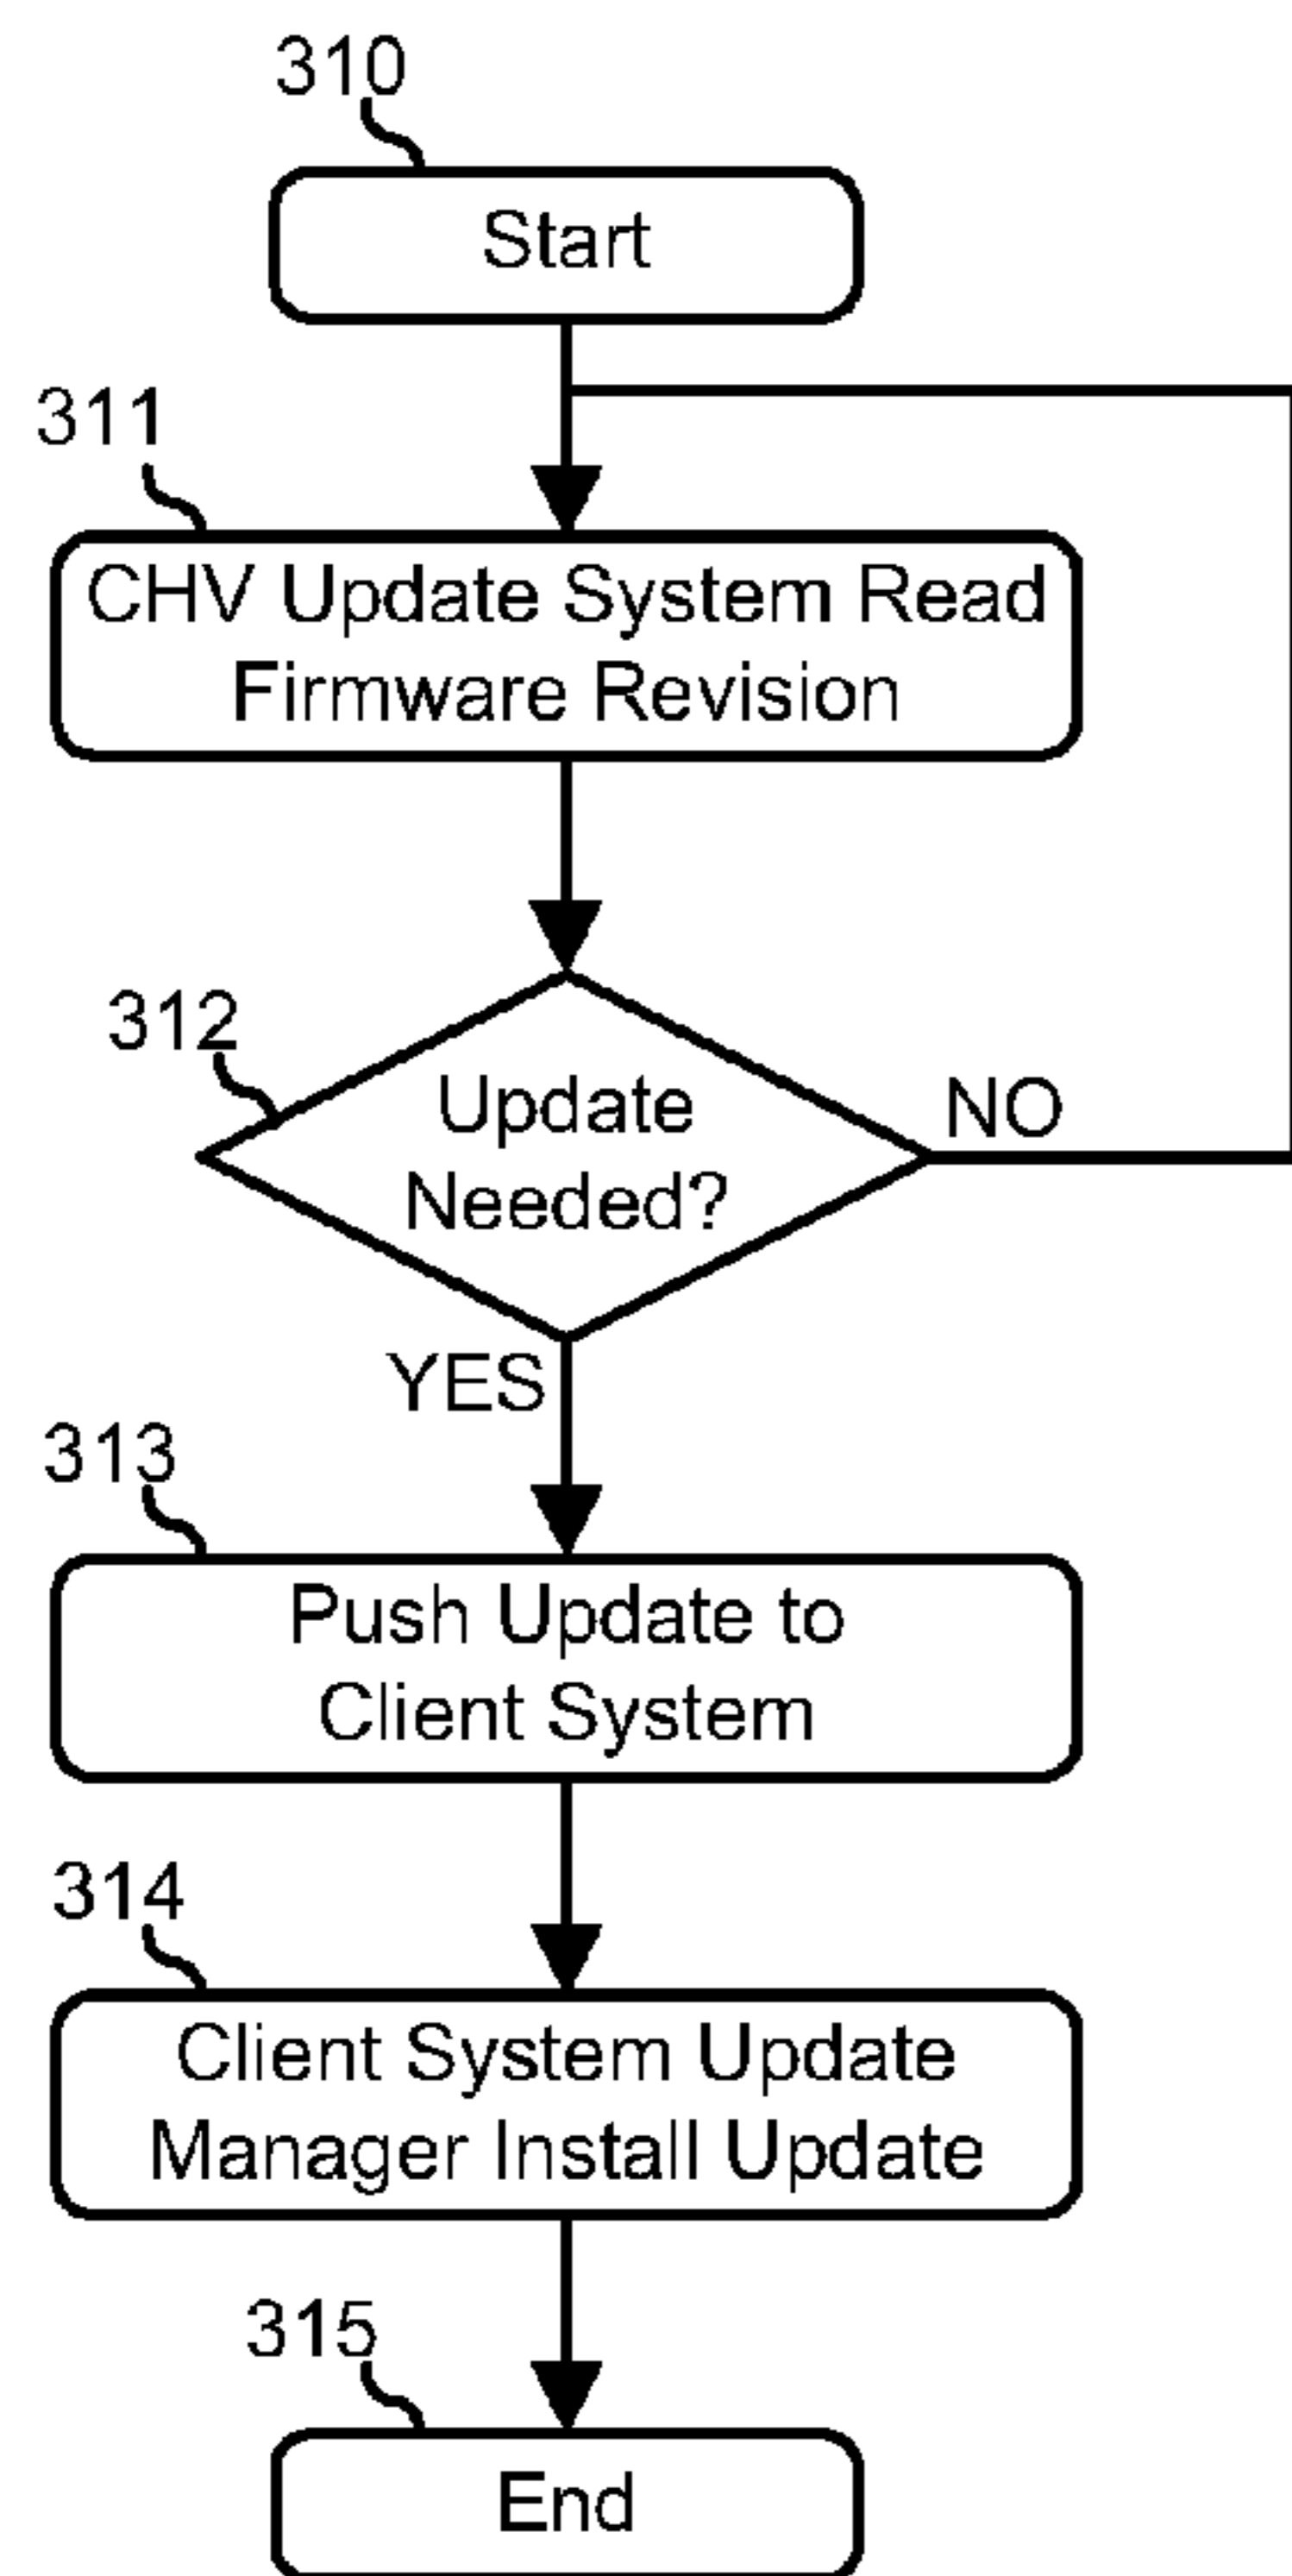 310
Start
311
CHV Update System Read
Firmware Revision
312
Update
Needed?
NO
YES
313
Push Update to
Client System
314
Client System Update
Manager Install Update
315
End